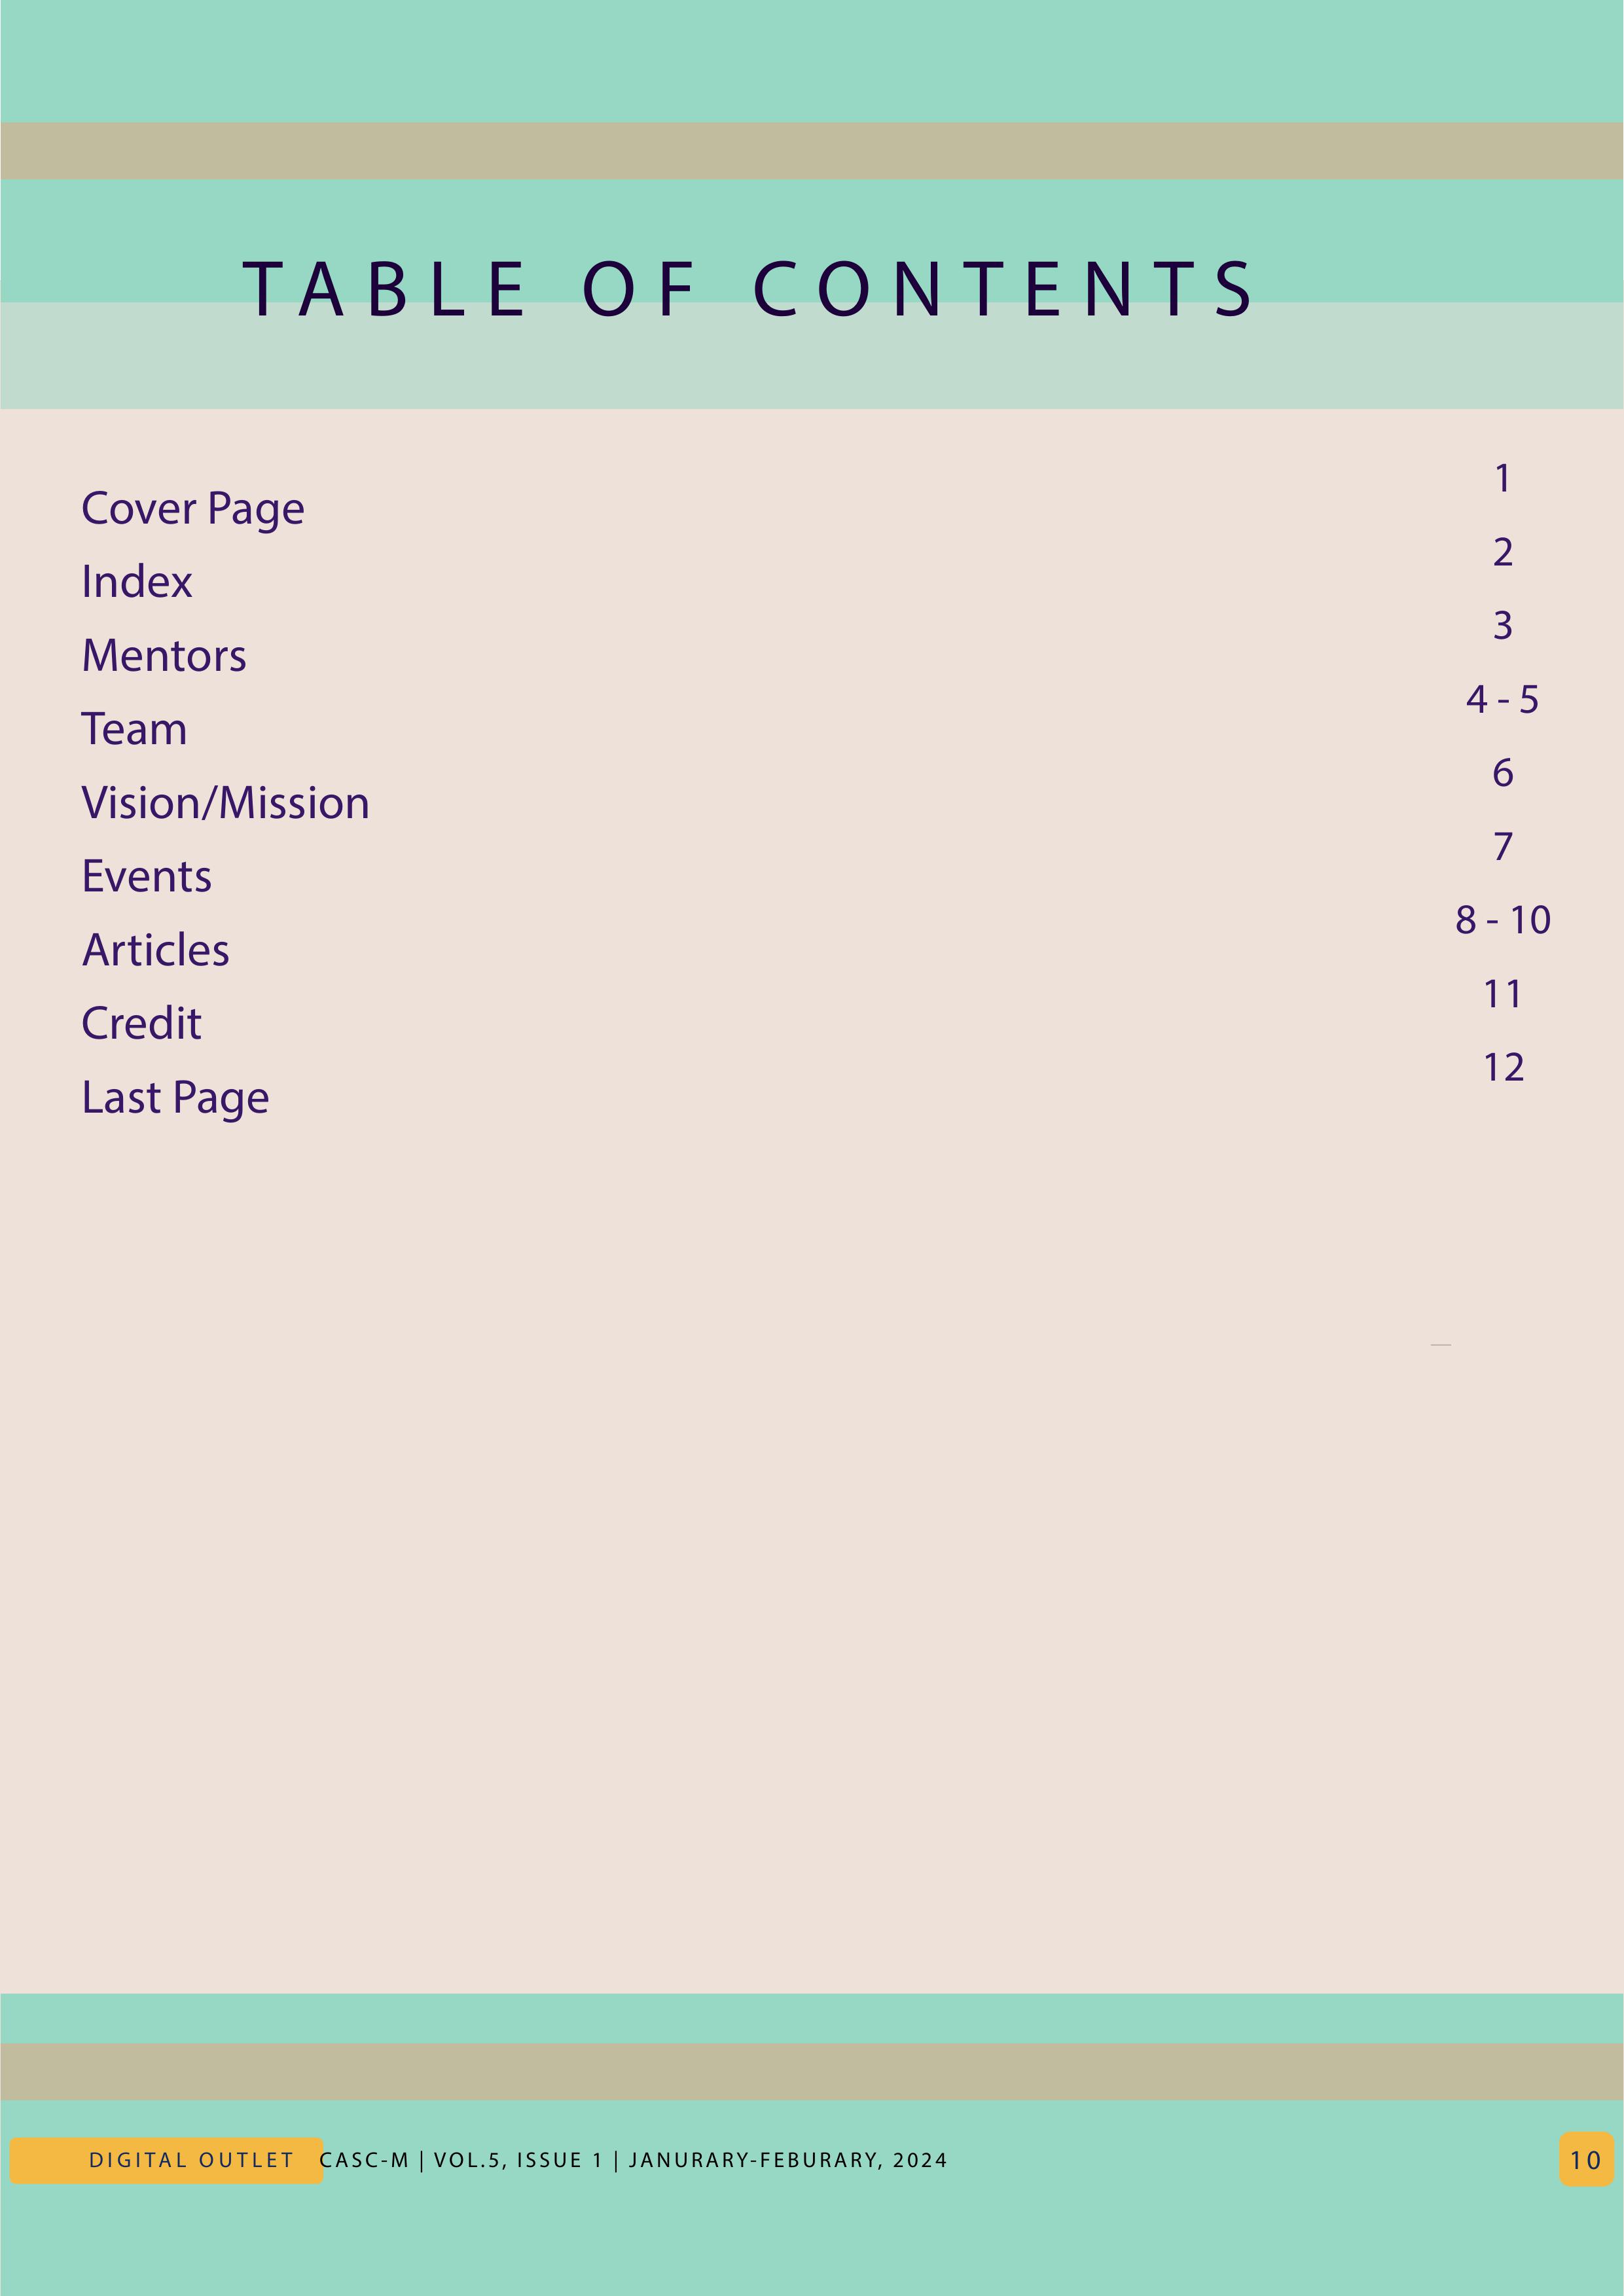 TABLE OF CONTENTS
Cover Page 1
Index 2
Mentors 3
Team 4 - 5
Vision/Mission 6
Events 7
Articles 8 - 10
Credit 11
Last Page 12
DIGITAL OUTLET CASC-M | VOL.5, ISSUE 1 | JANURARY-FEBURARY, 2024 10